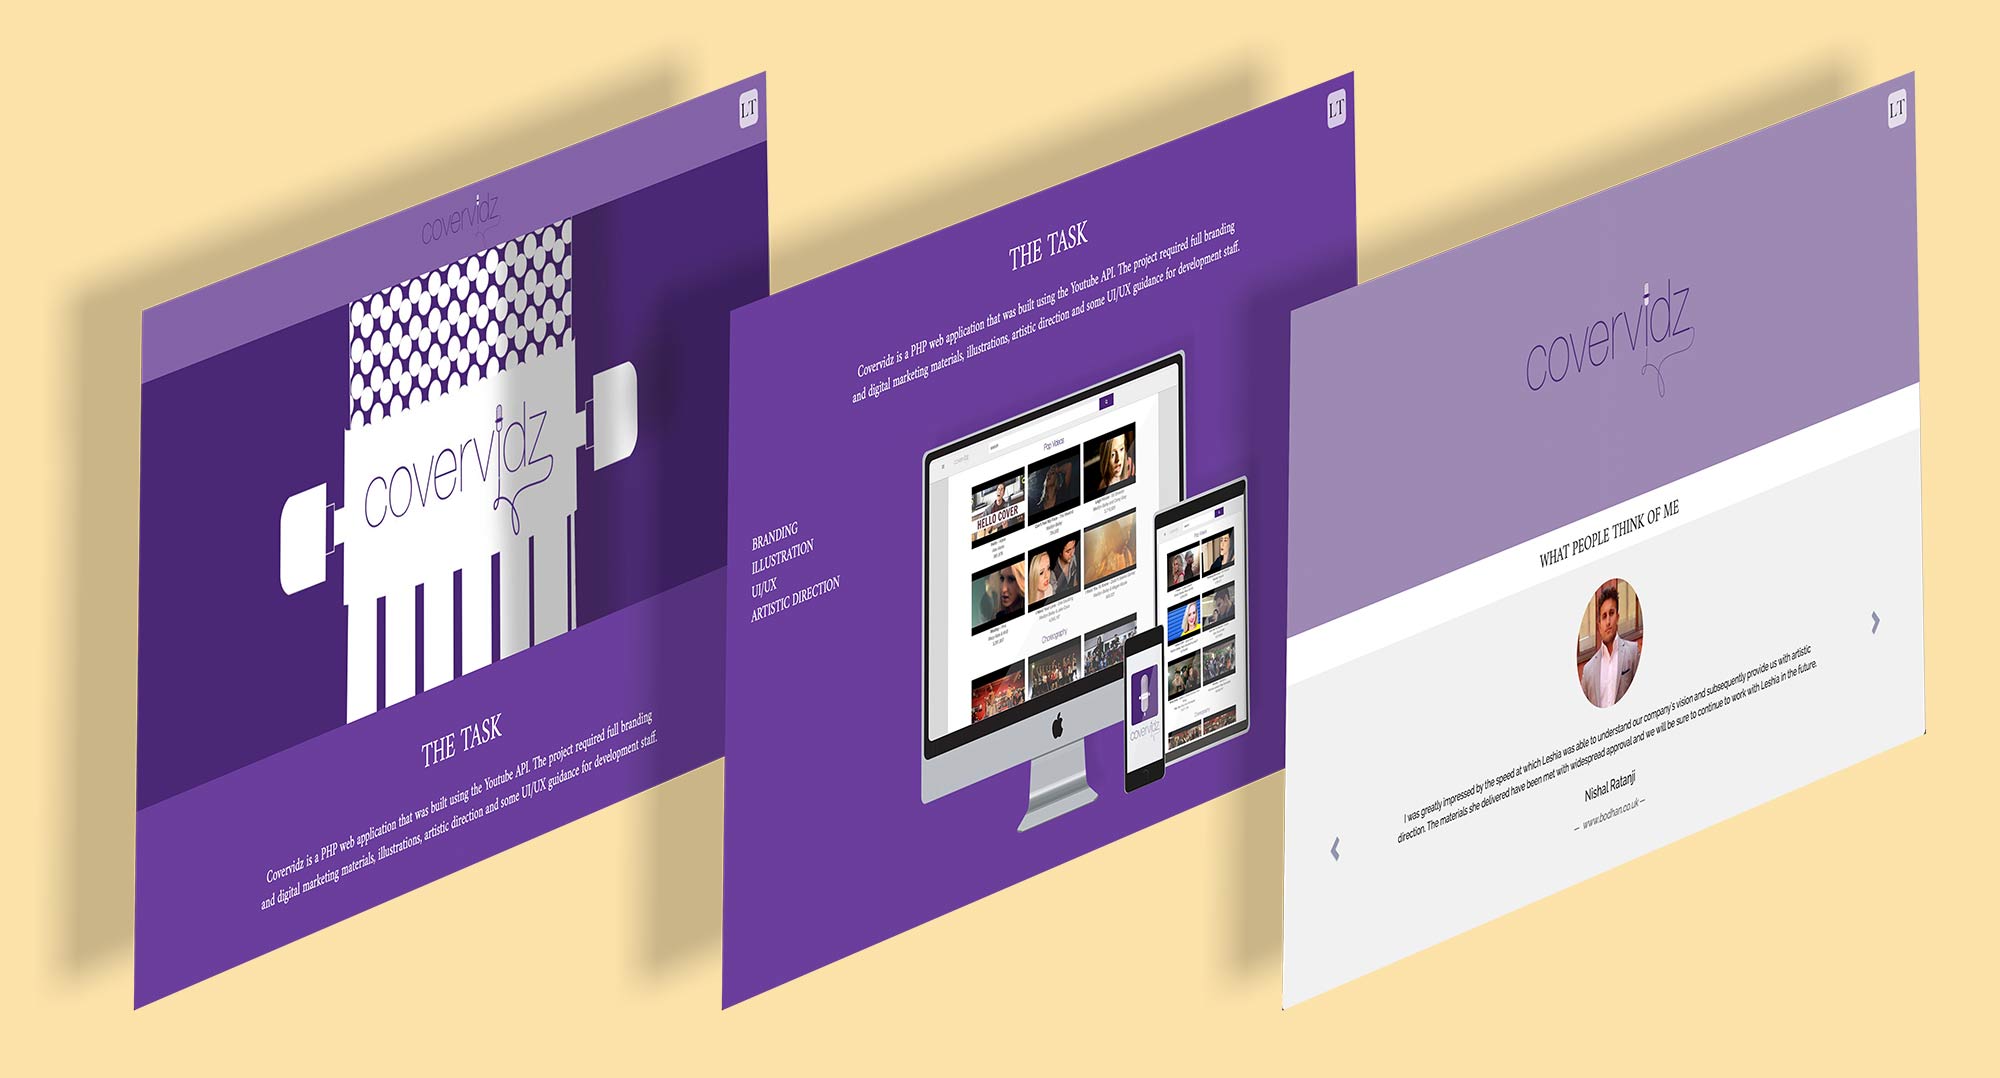 LT
covervidz
covervidz
THE TASK
Covervidz is a PHP web application that was built using the Youtube API. The project required full branding
and digital marketing materials, illustrations, artistic direction and some UI/UX guidance for development staff.
LT
THE TASK
Covervidz is a PHP web application that was built using the Youtube API. The project required full branding
and digital marketing materials, illustrations, artistic direction and some UI/UX guidance for development staff.
BRANDING
ILLUSTRATION
UI/UX
ARTISTIC DIRECTION
covervidz
Pop Videos
HELLO COVER
Choreography
Pop Videos
covervidz
LT
covervidz
WHAT PEOPLE THINK OF ME
I was greatly impressed by the speed at which Leshia was able to understand our company's vision and subsequently provide us with artistic
direction. The materials she delivered have been met with widespread approval and we will be sure to continue to work with Leshia in the future.
Nishal Ratanji
— www.bodhan.co.uk —